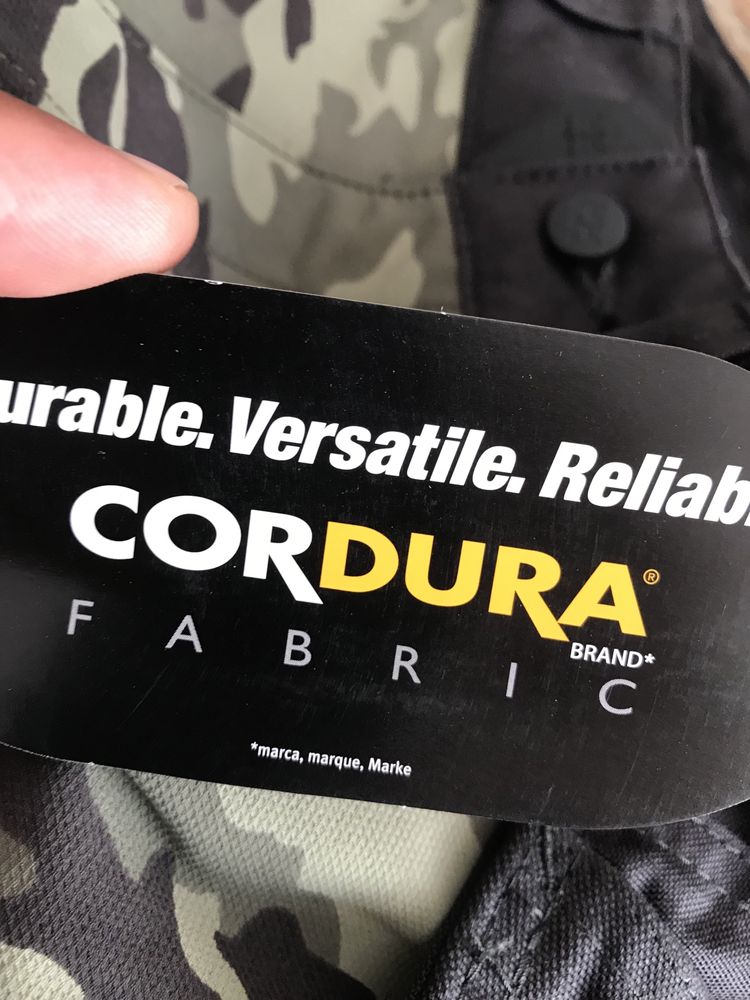 urable. Versatile. Reliab
CORDURA®
BRAND*
FABRIC
*marca, marque, Marke